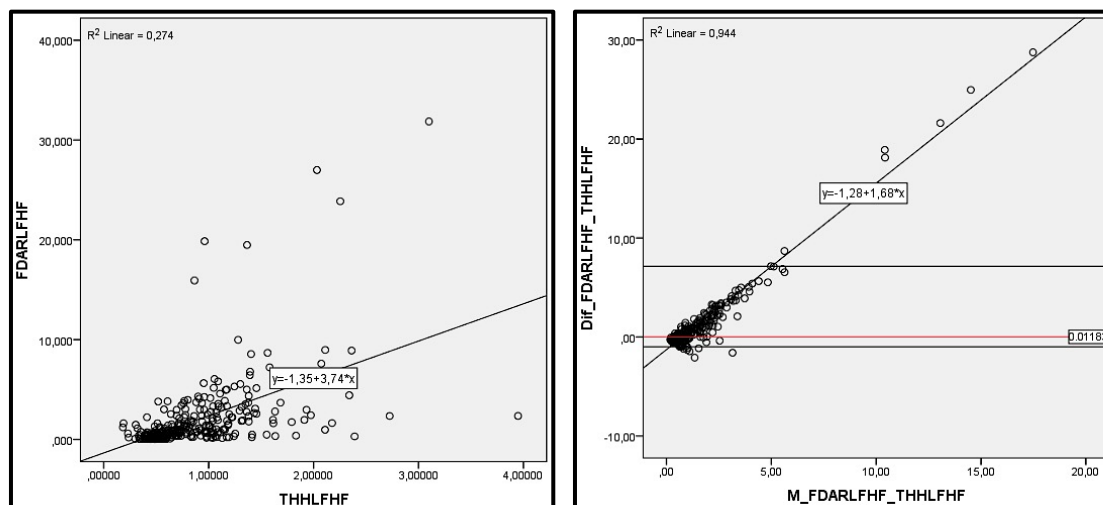 R² Linear = 0,274
40,000
30,000
20,000
10,000
,000
FDARLFHF
y=-1,35+3,74*x
,00000
1,00000
2,00000
3,00000
4,00000
THHLFHF
R² Linear = 0,944
30,00
20,00
10,00
,00
-10,00
Dif_FDARLFHF_THHLFHF
y=-1,28+1,68*x
,00
5,00
10,00
15,00
20,00
M_FDARLFHF_THHLFHF